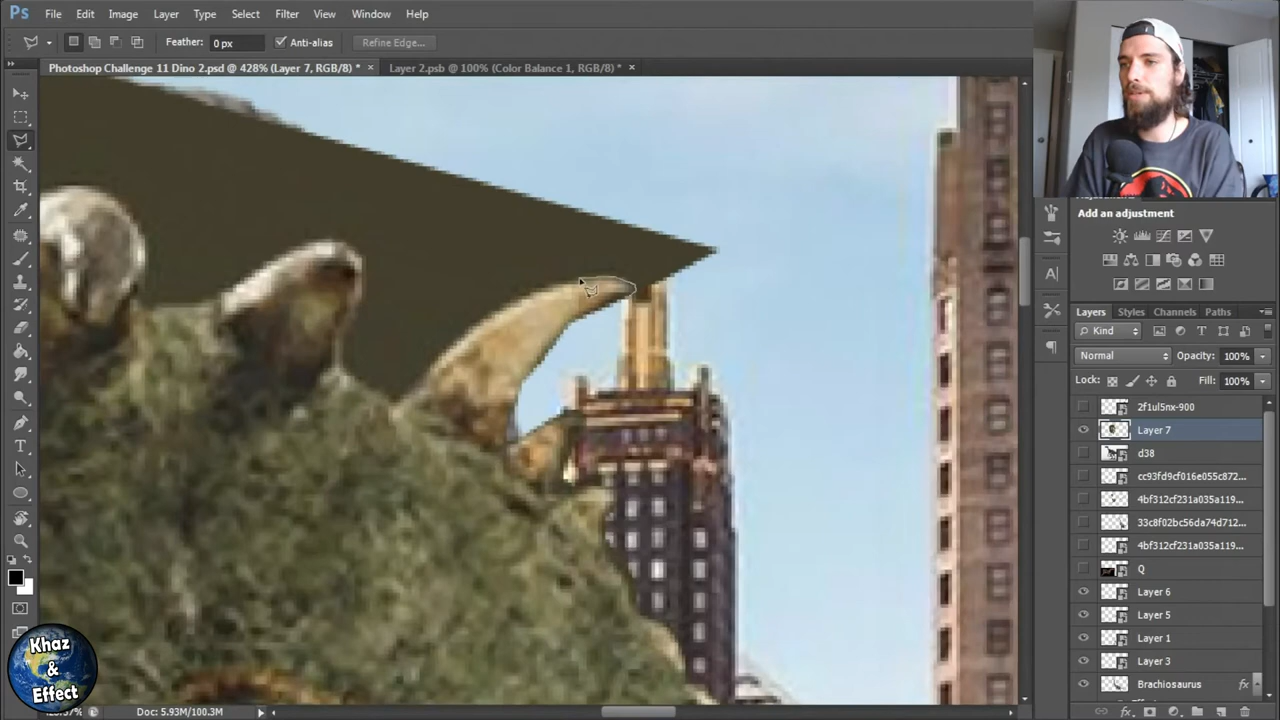 Ps File Edit Image Layer Type Select Filter View Window Help
Feather: 0 px Anti-alias Refine Edge...
Photoshop Challenge 11 Dino 2.psd @ 428% (Layer 7, RGB/8) * × Layer 2.psb @ 100% (Color Balance 1, RGB/8) * ×
Add an adjustment
Layers Styles Channels Paths
Kind
Normal Opacity: 100%
Lock: Fill: 100%
2f1ul5nx-900
Layer 7
d38
cc93fd9cf016e055c872...
4bf312cf231a035a119...
33c8f02bc56da74d712...
4bf312cf231a035a119...
Q
Layer 6
Layer 5
Layer 1
Layer 3
Brachiosaurus fx
Khaz
&
Effect
Doc: 5.93M/100.3M